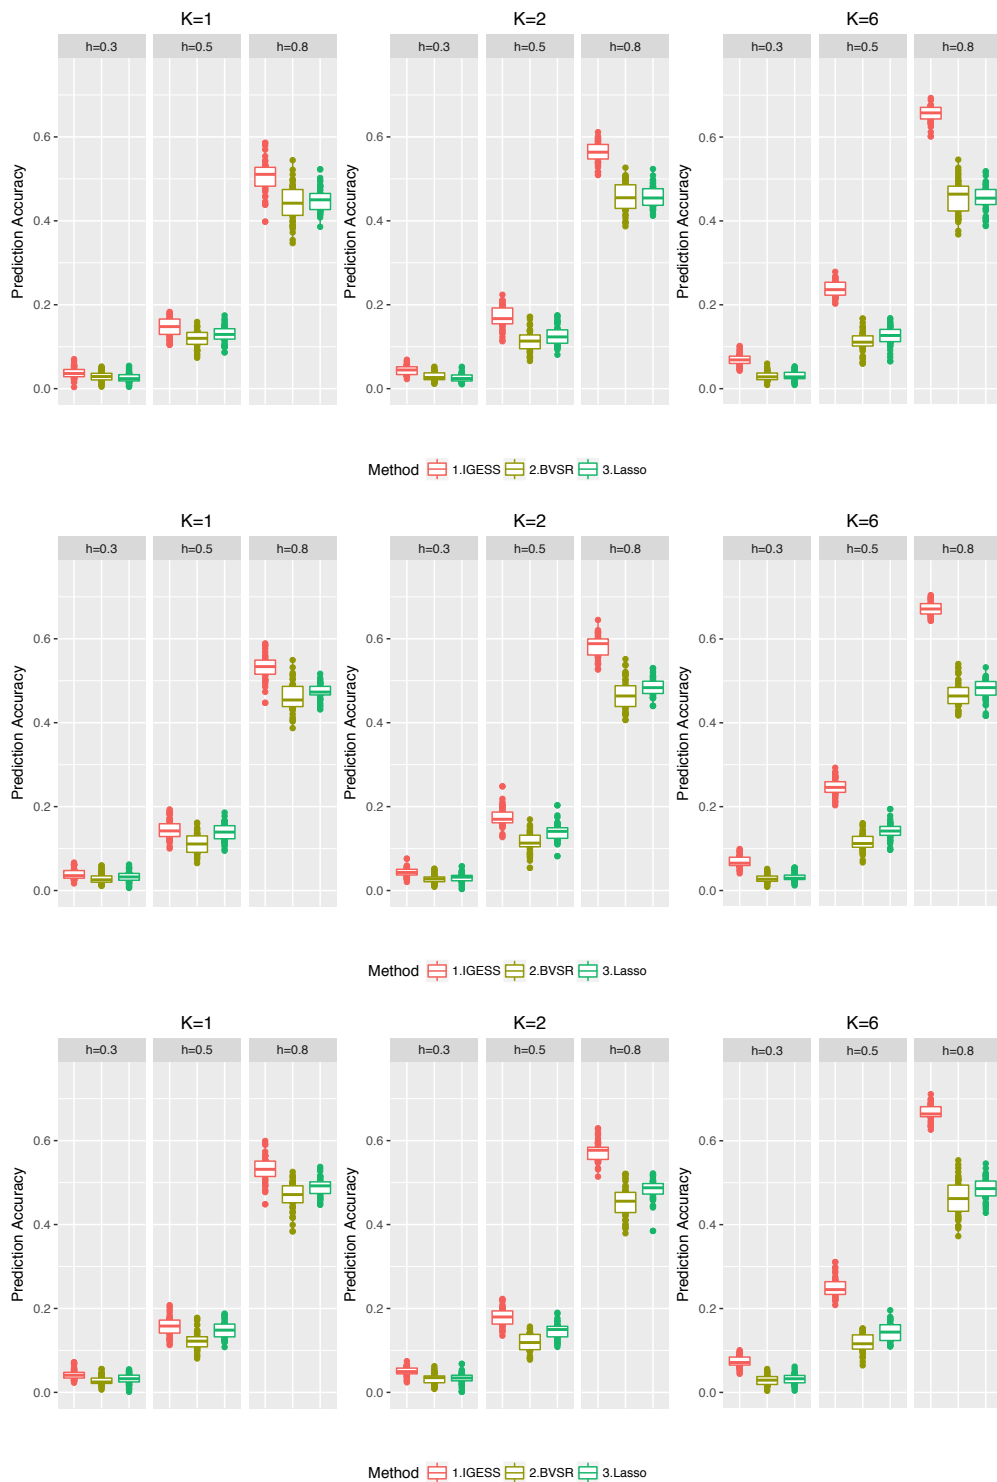 K=1 K=2 K=6
h=0.3 h=0.5 h=0.8 h=0.3 h=0.5 h=0.8 h=0.3 h=0.5 h=0.8
Prediction Accuracy Prediction Accuracy Prediction Accuracy
0.6 0.6 0.6
0.4 0.4 0.4
0.2 0.2 0.2
0.0 0.0 0.0
Method 1.IGESS 2.BVSR 3.Lasso
K=1 K=2 K=6
h=0.3 h=0.5 h=0.8 h=0.3 h=0.5 h=0.8 h=0.3 h=0.5 h=0.8
Prediction Accuracy Prediction Accuracy Prediction Accuracy
0.6 0.6 0.6
0.4 0.4 0.4
0.2 0.2 0.2
0.0 0.0 0.0
Method 1.IGESS 2.BVSR 3.Lasso
K=1 K=2 K=6
h=0.3 h=0.5 h=0.8 h=0.3 h=0.5 h=0.8 h=0.3 h=0.5 h=0.8
Prediction Accuracy Prediction Accuracy Prediction Accuracy
0.6 0.6 0.6
0.4 0.4 0.4
0.2 0.2 0.2
0.0 0.0 0.0
Method 1.IGESS 2.BVSR 3.Lasso